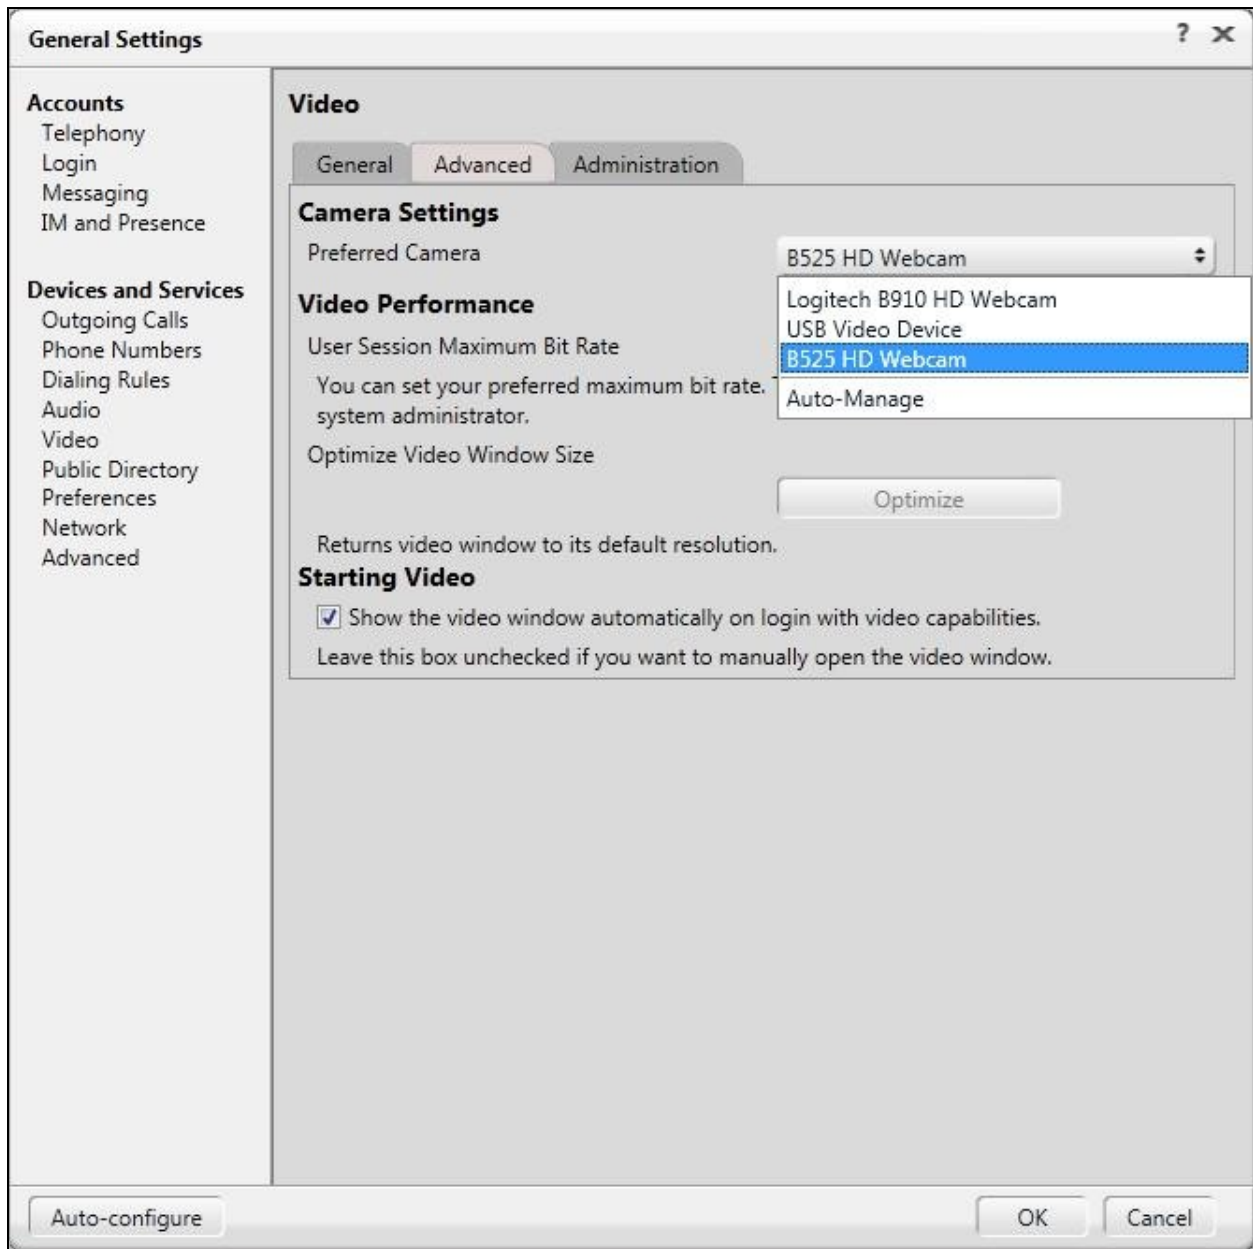 General Settings
? X
Accounts
Telephony
Login
Messaging
IM and Presence
Devices and Services
Outgoing Calls
Phone Numbers
Dialing Rules
Audio
Video
Public Directory
Preferences
Network
Advanced
Video
General Advanced Administration
Camera Settings
Preferred Camera B525 HD Webcam
Logitech B910 HD Webcam
USB Video Device
B525 HD Webcam
Auto-Manage
Video Performance
User Session Maximum Bit Rate
You can set your preferred maximum bit rate.
system administrator.
Optimize Video Window Size
Optimize
Returns video window to its default resolution.
Starting Video
Show the video window automatically on login with video capabilities.
Leave this box unchecked if you want to manually open the video window.
Auto-configure OK Cancel